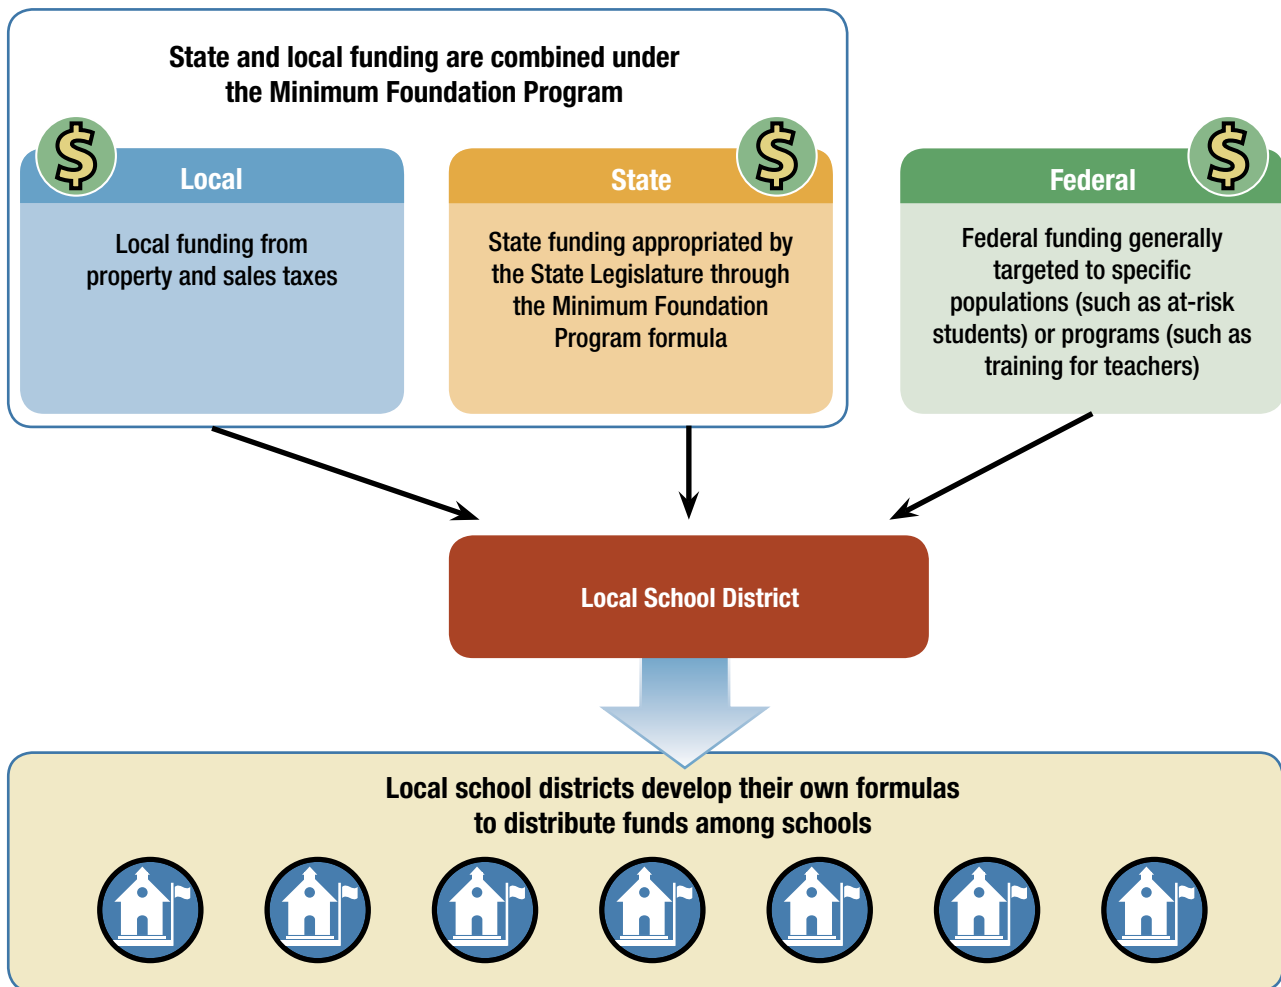 State and local funding are combined under
the Minimum Foundation Program
$
Local
Local funding from
property and sales taxes
$
State
State funding appropriated by
the State Legislature through
the Minimum Foundation
Program formula
$
Federal
Federal funding generally
targeted to specific
populations (such as at-risk
students) or programs (such as
training for teachers)
Local School District
Local school districts develop their own formulas
to distribute funds among schools